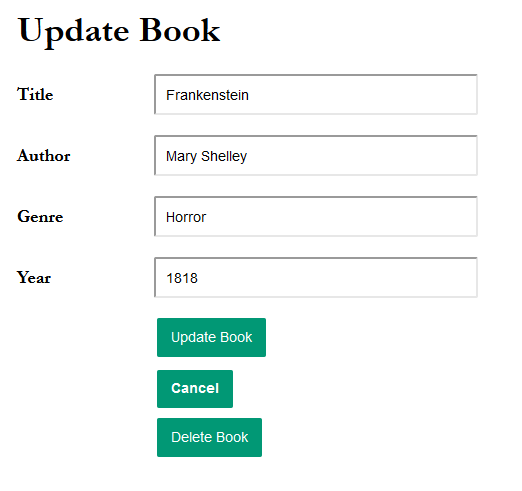 Update Book
Title Frankenstein
Author Mary Shelley
Genre Horror
Year 1818
Update Book
Cancel
Delete Book